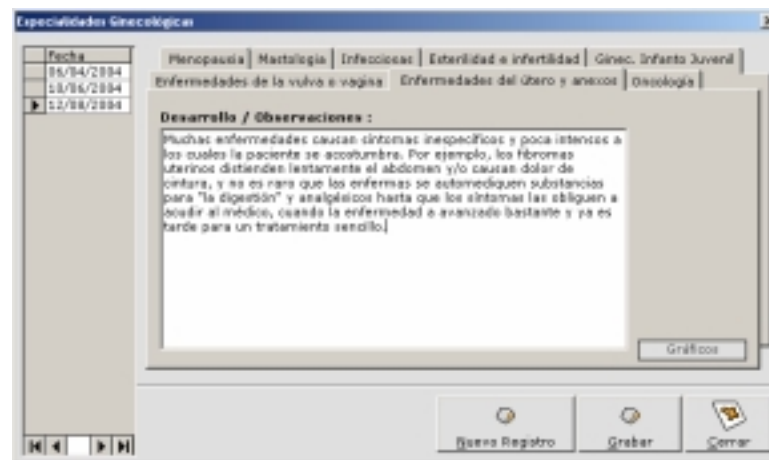 Especialidades Ginecológicas
Fecha
06/04/2004
10/06/2004
12/08/2004
Menopausia Mastología Infecciosas Esterilidad e infertilidad Ginec. Infanto Juvenil
Enfermedades de la vulva o vagina Enfermedades del útero y anexos Oncología
Desarrollo / Observaciones :
Muchas enfermedades causan síntomas inespecíficos y poca intensos a
los cuales la paciente se acostumbra. Por ejemplo, los fibromas
uterinos distienden lentamente el abdomen y/o causan dolor de
cintura, y no es raro que las enfermas se automediquen substancias
para "la digestión" y analgésicos hasta que los síntomas las obliguen a
acudir al médico, cuando la enfermedad a avanzado bastante y ya es
tarde para un tratamiento sencillo.
Gráficos
Nuevo Registro Grabar Cerrar